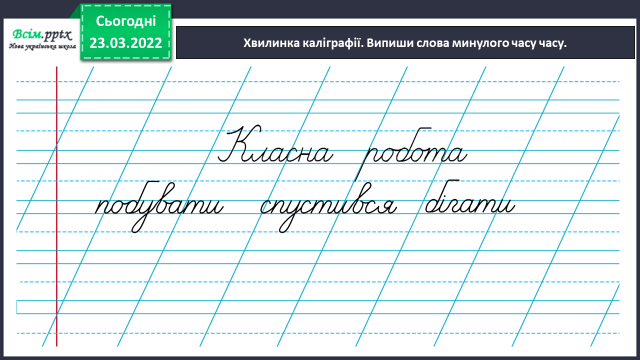 Всім.pptx
Нова українська школа
Сьогодні
23.03.2022
Хвилинка каліграфії. Випиши слова минулого часу часу.
Класна робота
побувати спустився бігати